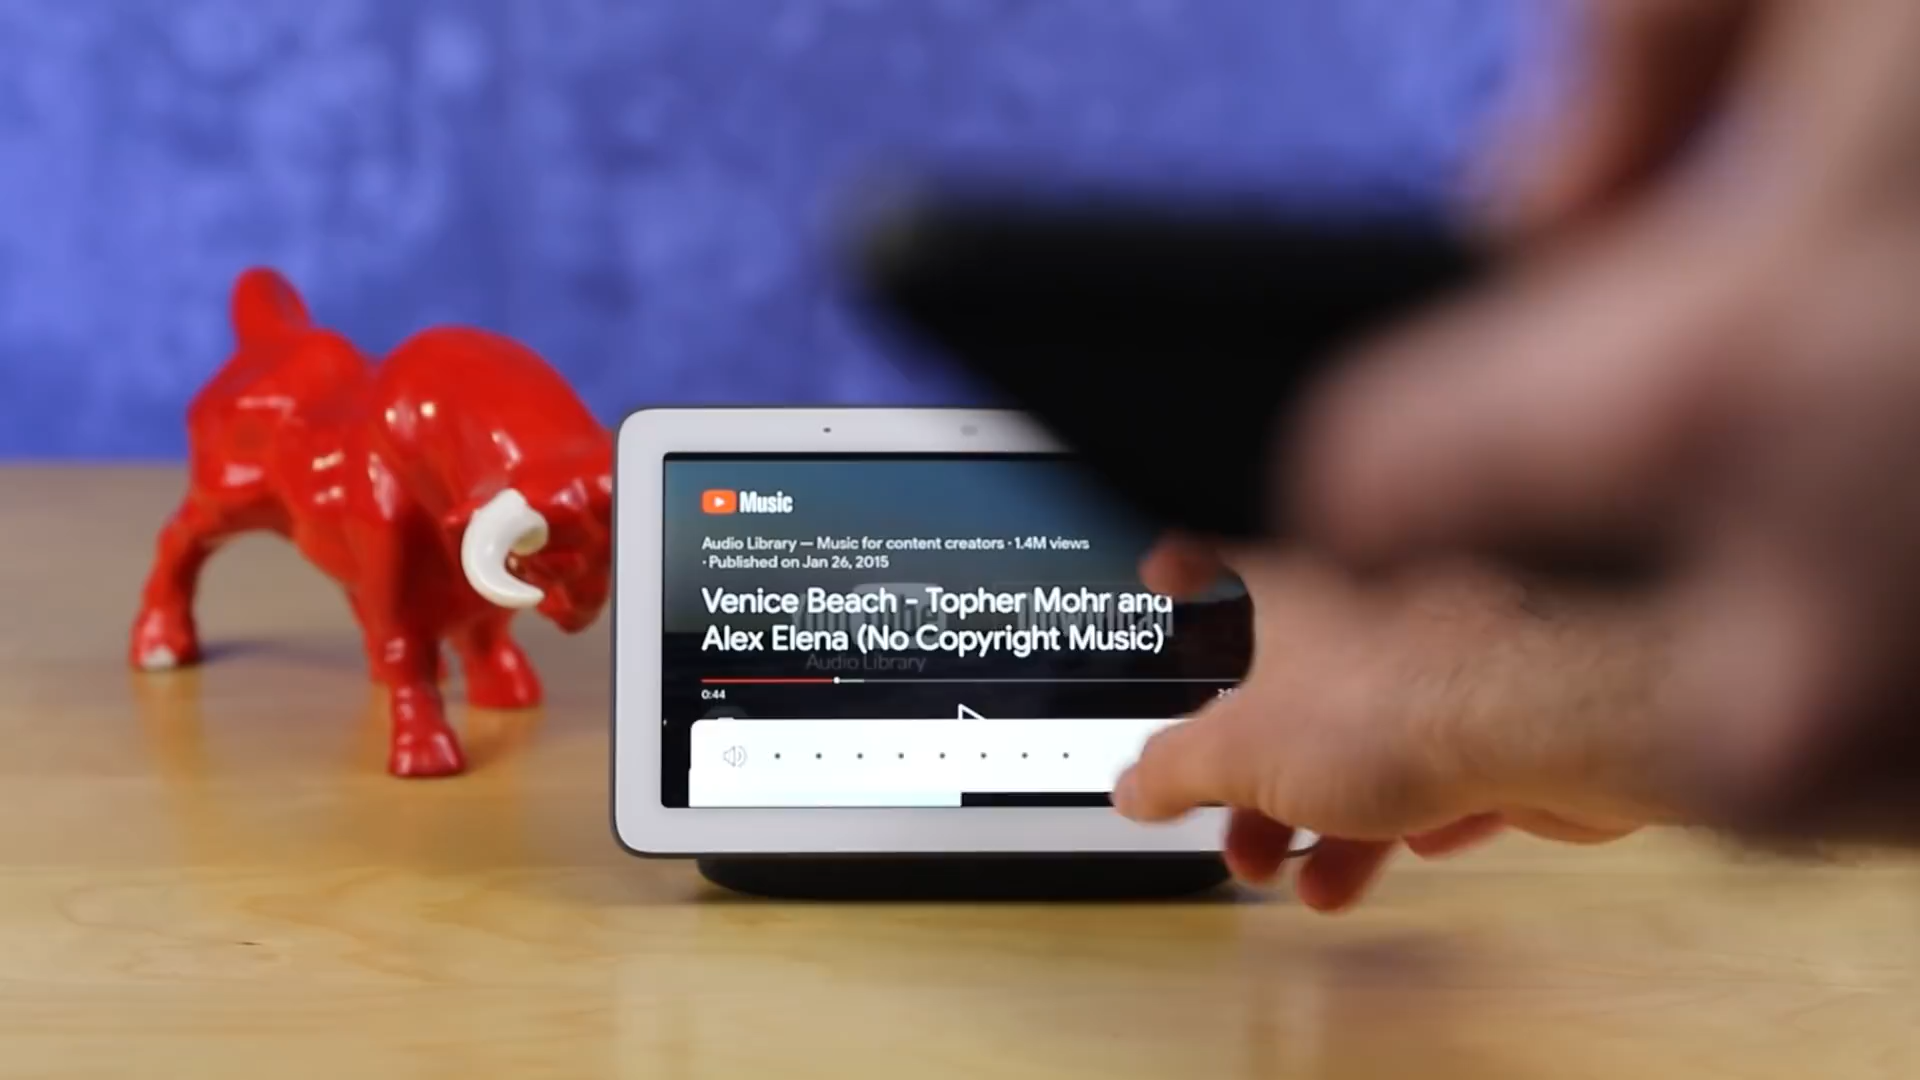 Music
Audio Library — Music for content creators · 1.4M views
· Published on Jan 26, 2015
Venice Beach - Topher Mohr and
Alex Elena (No Copyright Music)
Audio Library
0:44